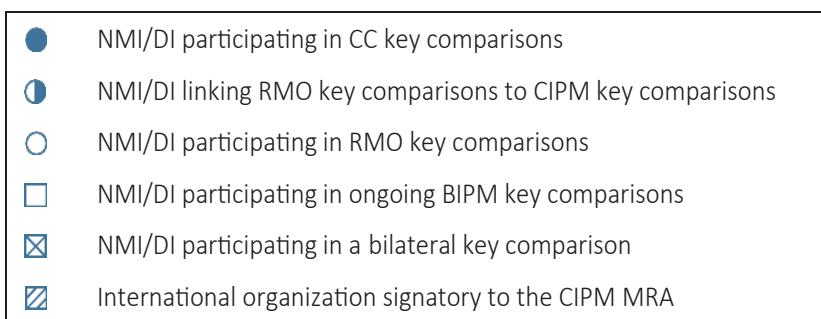 NMI/DI participating in CC key comparisons
NMI/DI linking RMO key comparisons to CIPM key comparisons
NMI/DI participating in RMO key comparisons
NMI/DI participating in ongoing BIPM key comparisons
NMI/DI participating in a bilateral key comparison
International organization signatory to the CIPM MRA